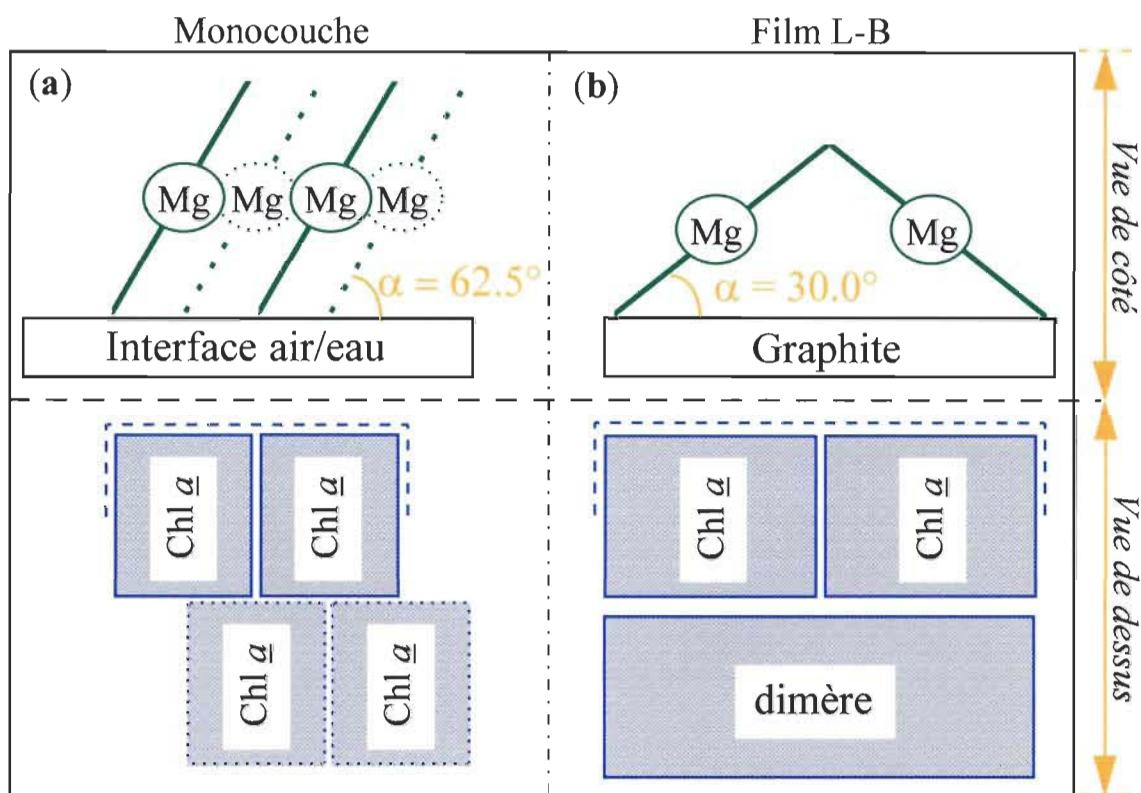 Monocouche
Film L-B
(a)
(b)
Mg Mg Mg Mg
Mg Mg
α = 62.5°
α = 30.0°
Interface air/eau
Graphite
Vue de côté
Chl a
Chl a
Chl a
Chl a
Chl a
Chl a
dimère
Vue de dessus